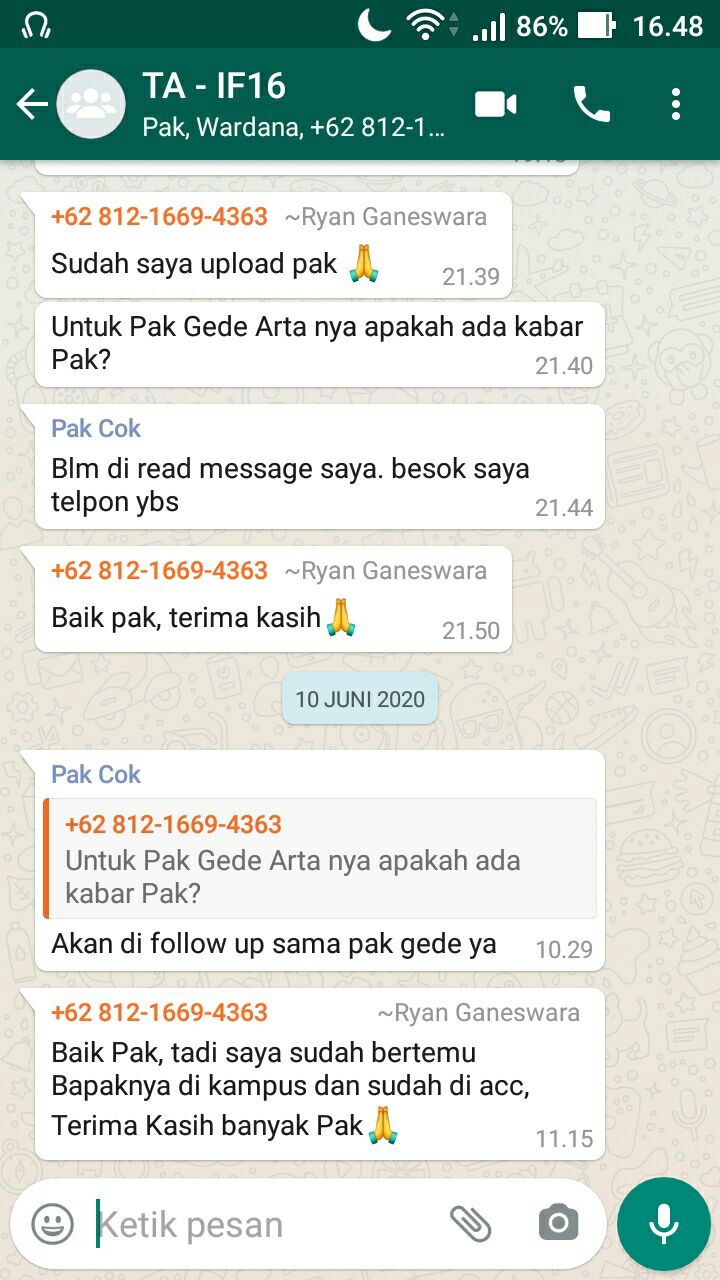 86% 16.48
TA - IF16
Pak, Wardana, +62 812-1...
+62 812-1669-4363 ~Ryan Ganeswara
Sudah saya upload pak 🙏
21.39
Untuk Pak Gede Arta nya apakah ada kabar
Pak?
21.40
Pak Cok
Blm di read message saya. besok saya
telpon ybs
21.44
+62 812-1669-4363 ~Ryan Ganeswara
Baik pak, terima kasih🙏
21.50
10 JUNI 2020
Pak Cok
+62 812-1669-4363
Untuk Pak Gede Arta nya apakah ada
kabar Pak?
Akan di follow up sama pak gede ya 10.29
+62 812-1669-4363 ~Ryan Ganeswara
Baik Pak, tadi saya sudah bertemu
Bapaknya di kampus dan sudah di acc,
Terima Kasih banyak Pak🙏
11.15
Ketik pesan